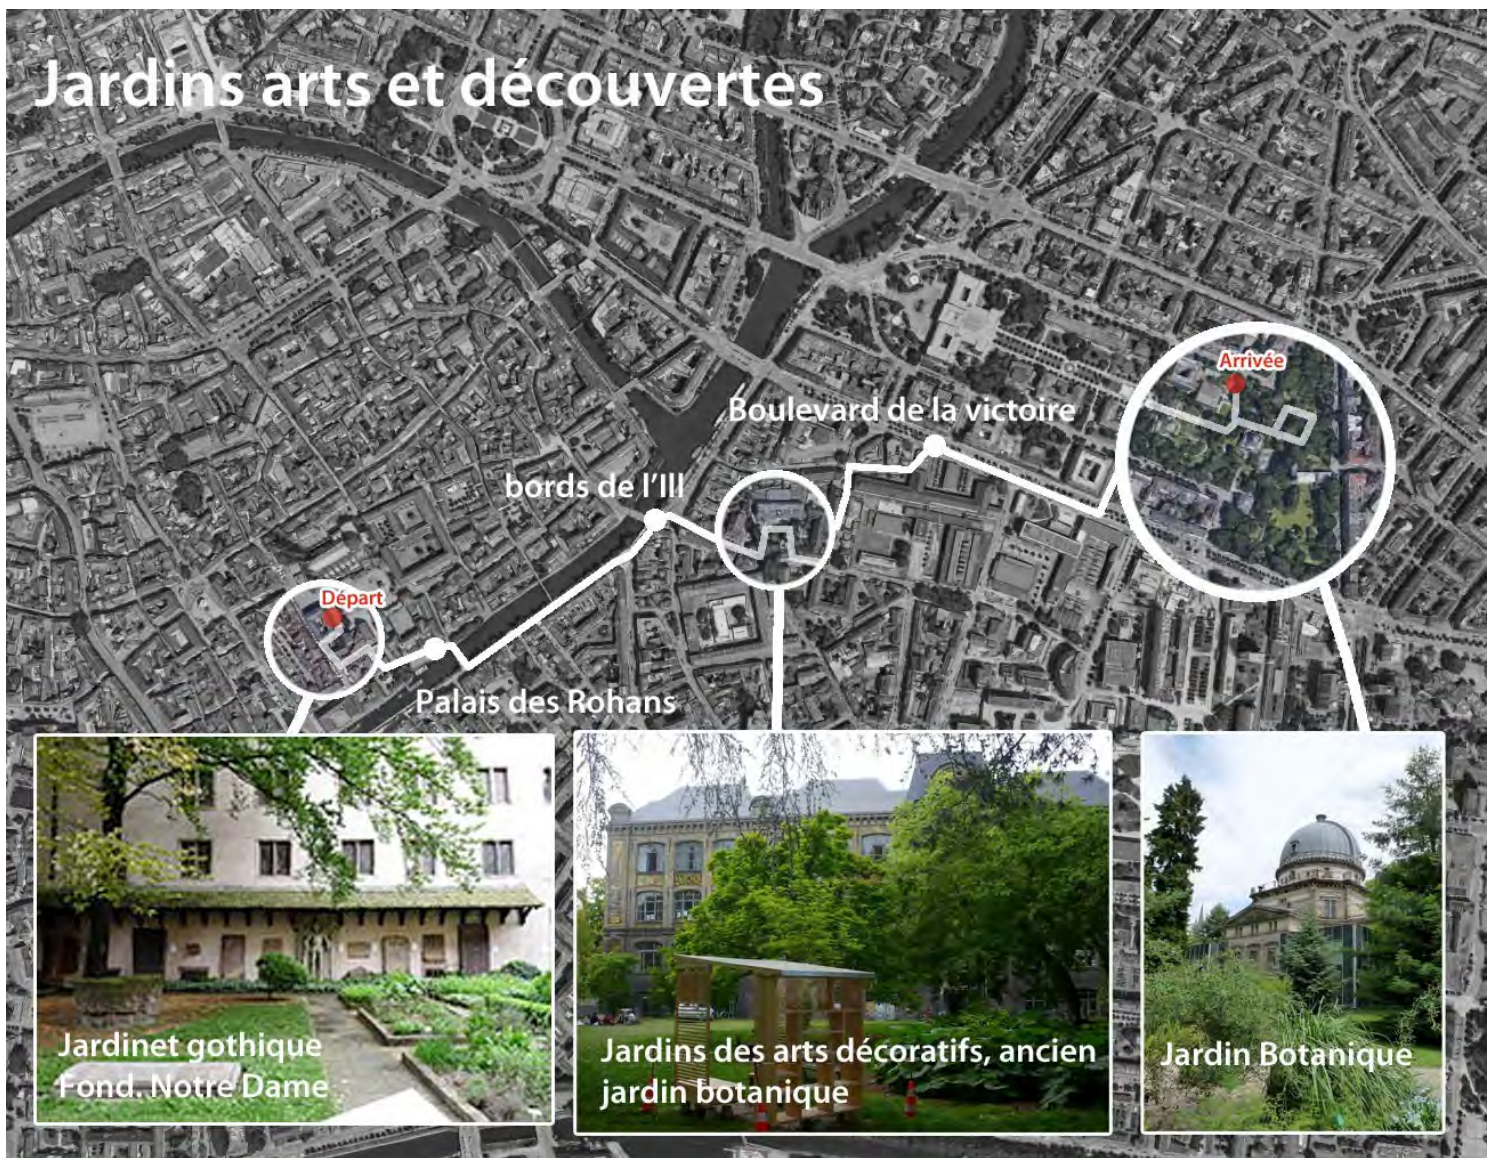 Jardins arts et découvertes
Arrivée
Boulevard de la victoire
bords de l'Ill
Départ
Palais des Rohans
Jardinet gothique
Fond. Notre Dame
Jardins des arts décoratifs, ancien
jardin botanique
Jardin Botanique